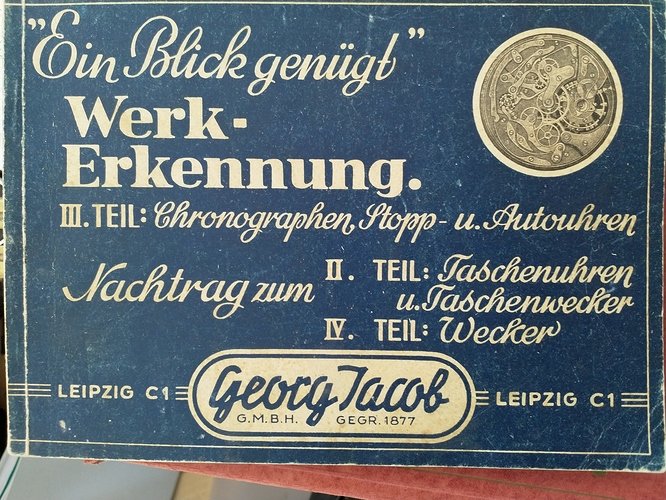 "Ein Blick genügt"
Werk-
Erkennung.
III. TEIL: Chronographen, Stopp- u. Autouhren
Nachtrag zum II. TEIL: Taschenuhren
u. Taschenwecker
IV. TEIL: Wecker
LEIPZIG C1 Georg Jacob LEIPZIG C1
G.M.B.H. GEGR. 1877